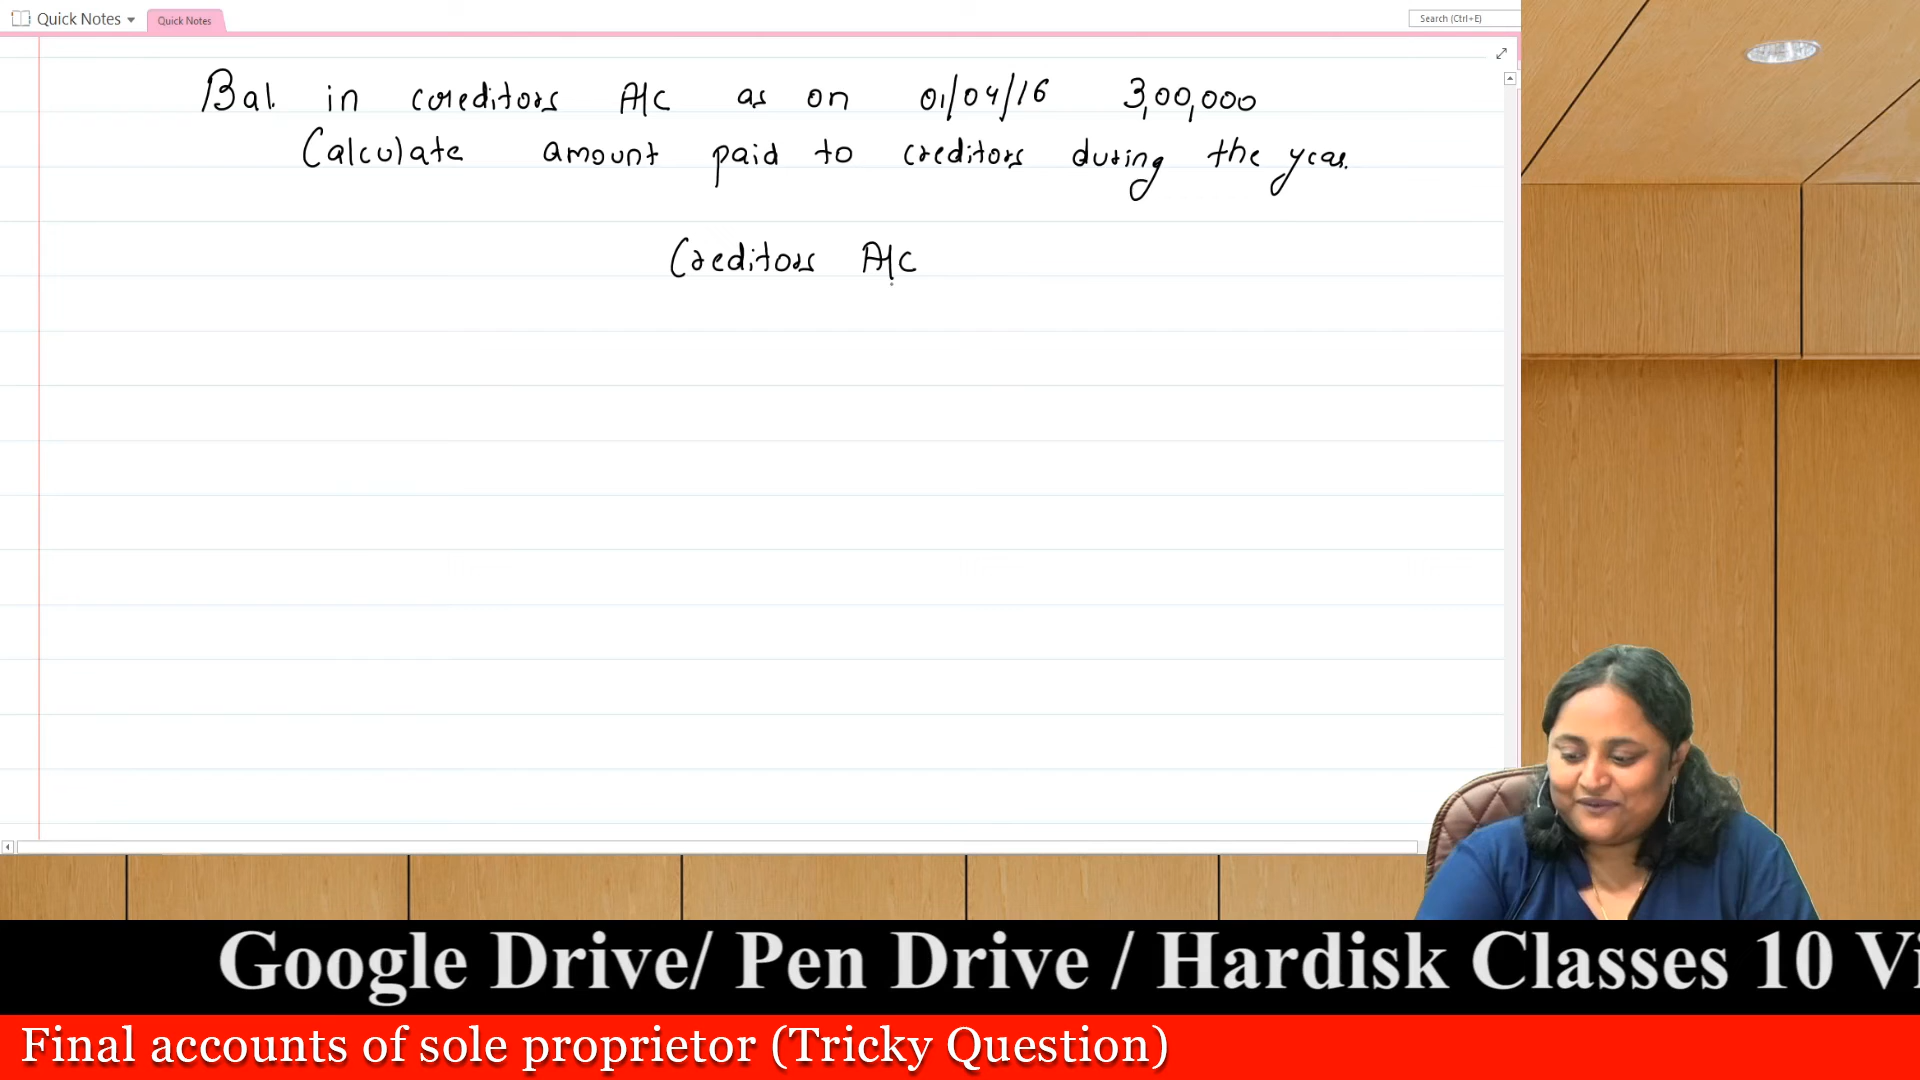 Quick Notes
Quick Notes
Search (Ctrl+E)
Bal. in creditors A/c as on 01/04/16 3,00,000
Calculate amount paid to creditors during the year.
Creditors A/c
Google Drive/ Pen Drive / Hardisk Classes 10 Vi
Final accounts of sole proprietor (Tricky Question)